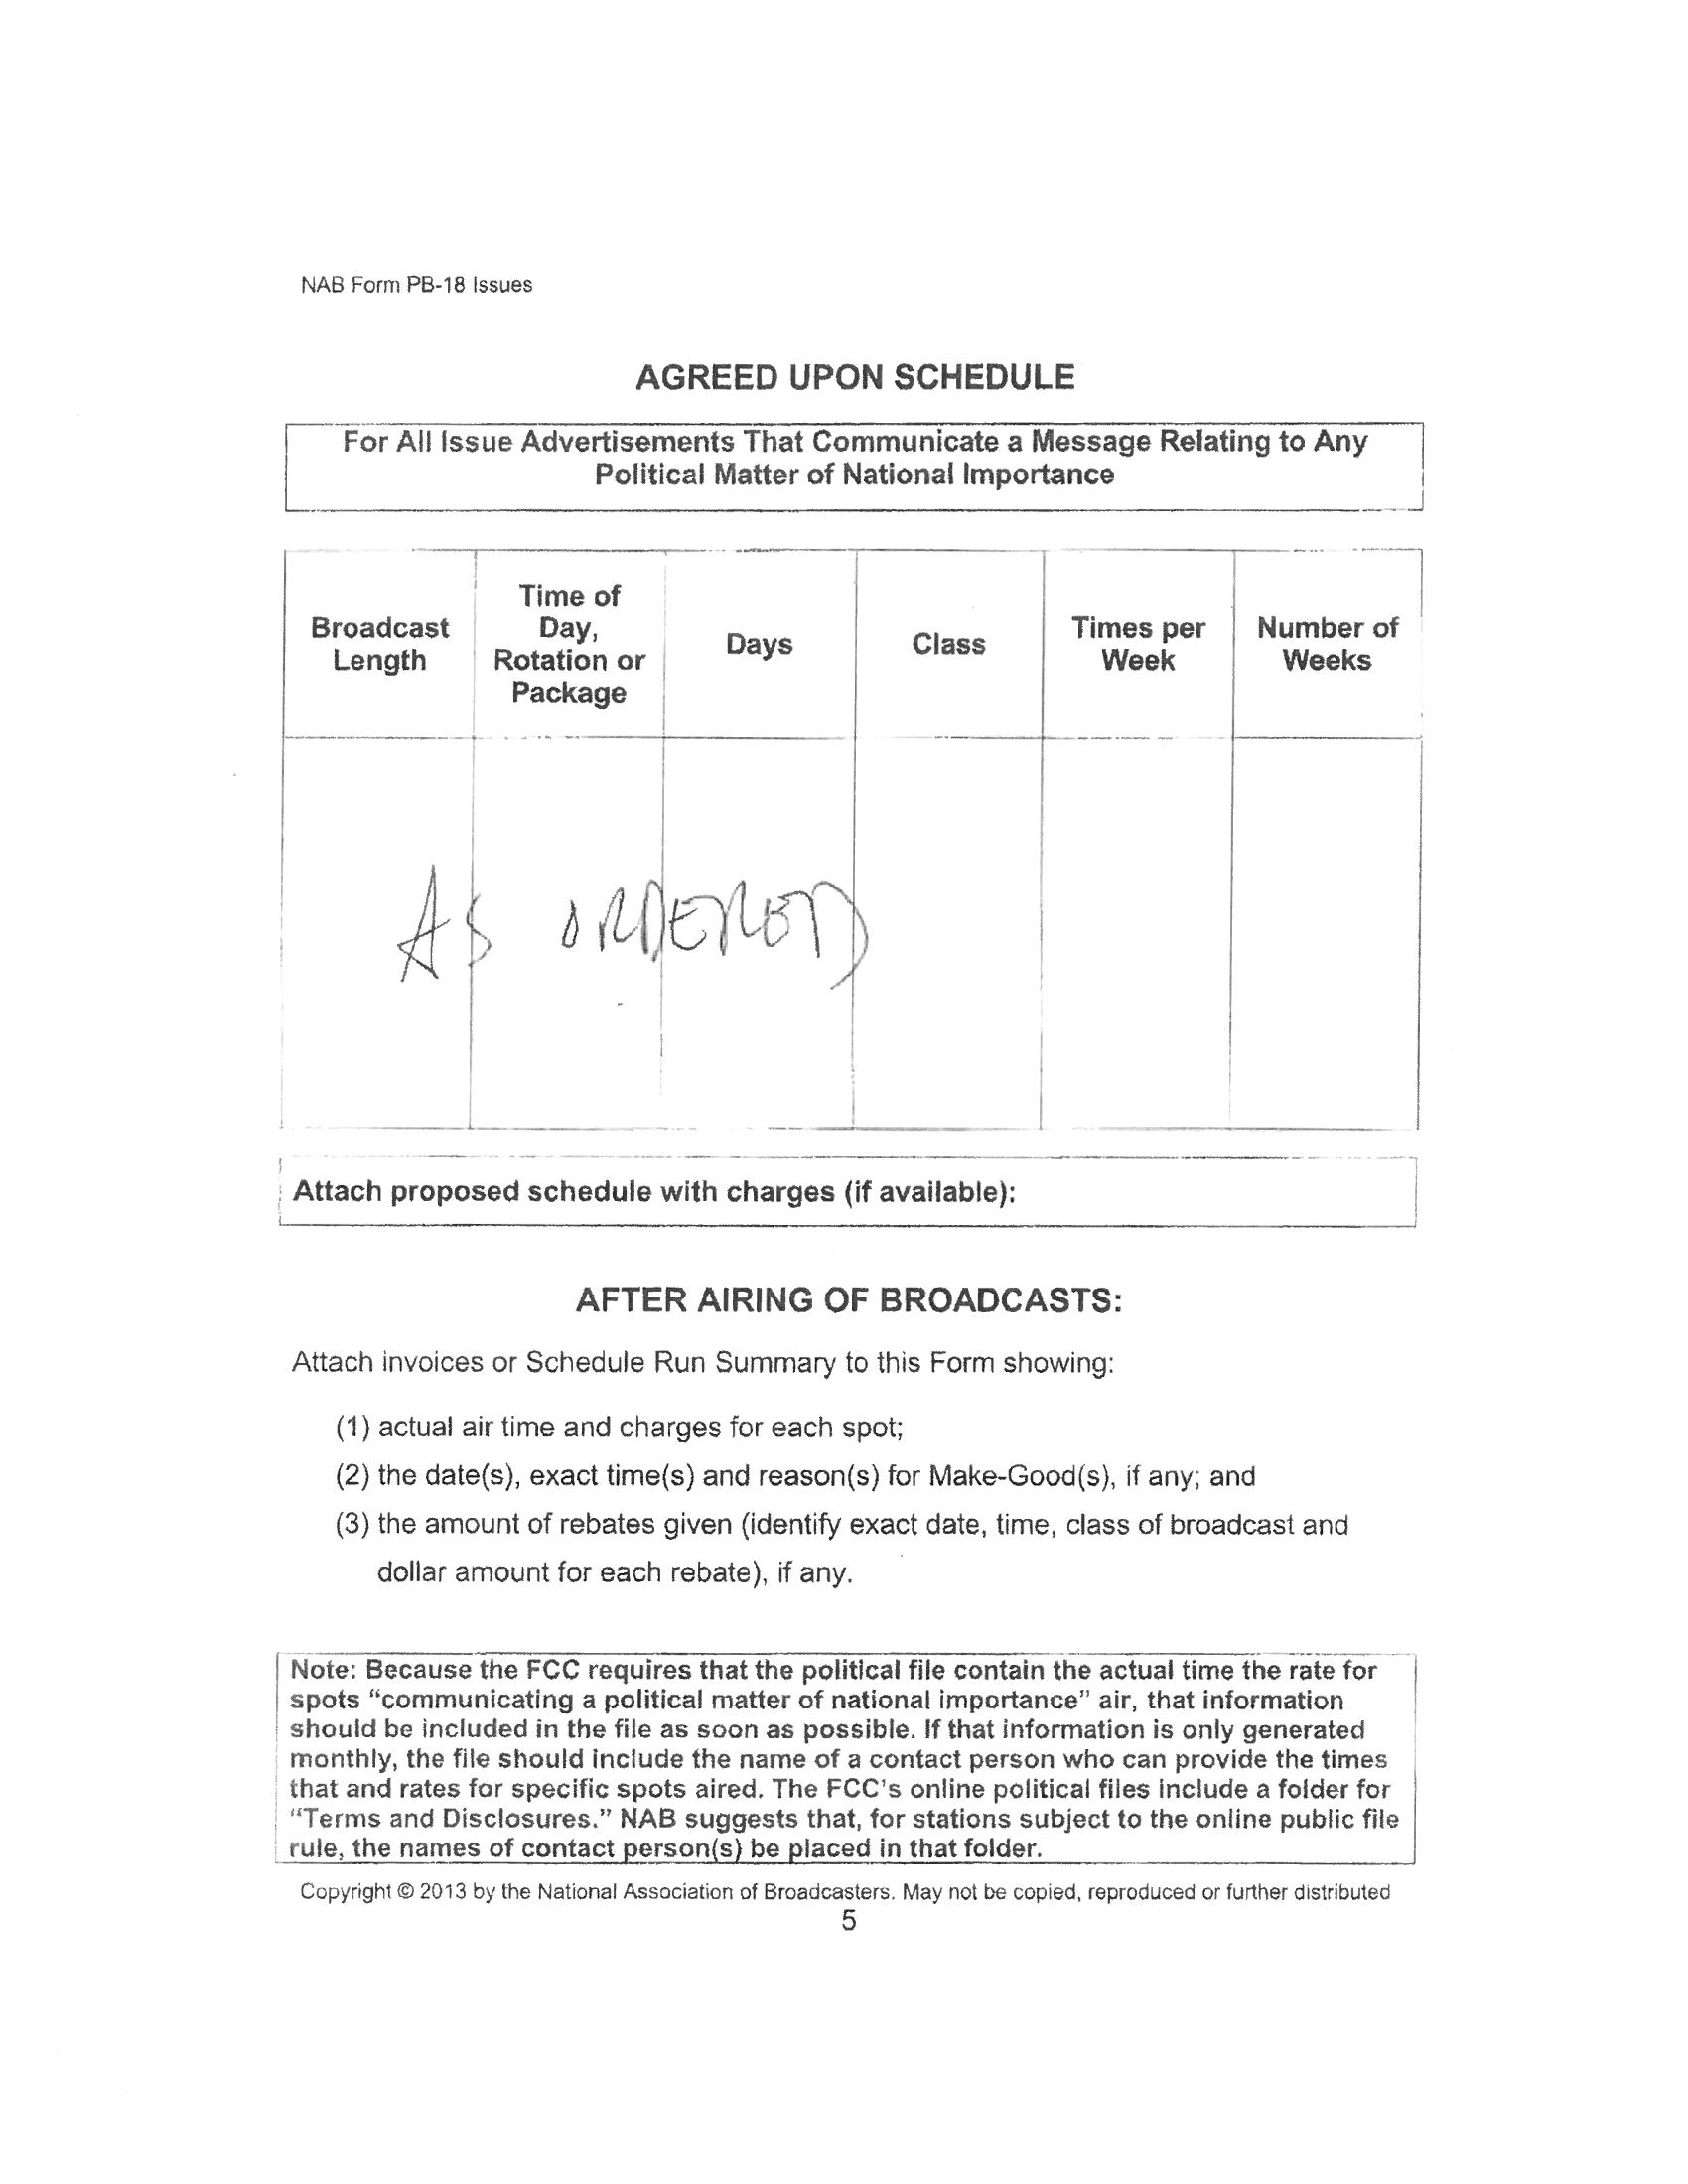 NAB Form PB-18 Issues
AGREED UPON SCHEDULE
For All Issue Advertisements That Communicate a Message Relating to Any
Political Matter of National Importance
Broadcast
Length
Time of
Day,
Rotation or
Package
Days
Class
Times per
Week
Number of
Weeks
AS ORDERED
Attach proposed schedule with charges (if available):
AFTER AIRING OF BROADCASTS:
Attach invoices or Schedule Run Summary to this Form showing:
(1) actual air time and charges for each spot;
(2) the date(s), exact time(s) and reason(s) for Make-Good(s), if any; and
(3) the amount of rebates given (identify exact date, time, class of broadcast and
dollar amount for each rebate), if any.
Note: Because the FCC requires that the political file contain the actual time the rate for
spots “communicating a political matter of national importance” air, that information
should be included in the file as soon as possible. If that information is only generated
monthly, the file should include the name of a contact person who can provide the times
that and rates for specific spots aired. The FCC's online political files include a folder for
“Terms and Disclosures.” NAB suggests that, for stations subject to the online public file
rule, the names of contact person(s) be placed in that folder.
Copyright © 2013 by the National Association of Broadcasters. May not be copied, reproduced or further distributed
5